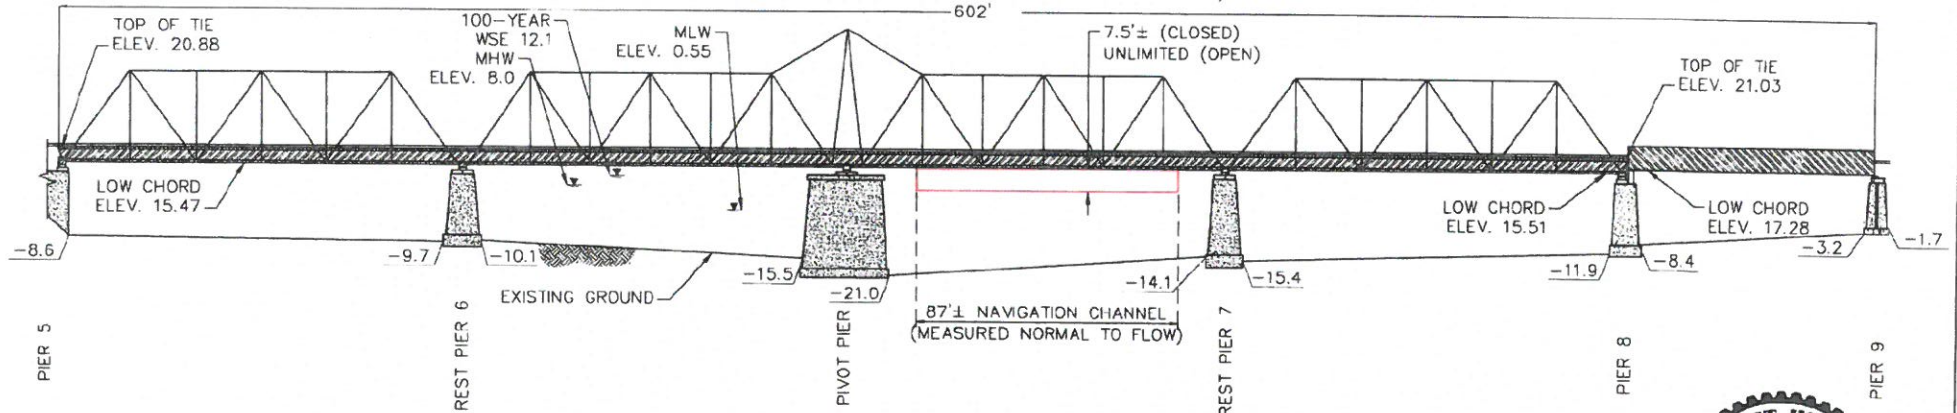 602'
TOP OF TIE
ELEV. 20.88
100-YEAR
WSE 12.1
MHW
ELEV. 8.0
MLW
ELEV. 0.55
7.5'± (CLOSED)
UNLIMITED (OPEN)
TOP OF TIE
ELEV. 21.03
LOW CHORD
ELEV. 15.47
LOW CHORD
ELEV. 15.51
LOW CHORD
ELEV. 17.28
-8.6
-9.7
-10.1
-15.5
-21.0
-14.1
-15.4
-11.9
-8.4
-3.2
-1.7
EXISTING GROUND
87'± NAVIGATION CHANNEL
(MEASURED NORMAL TO FLOW)
PIER 5
REST PIER 6
PIVOT PIER
REST PIER 7
PIER 8
PIER 9